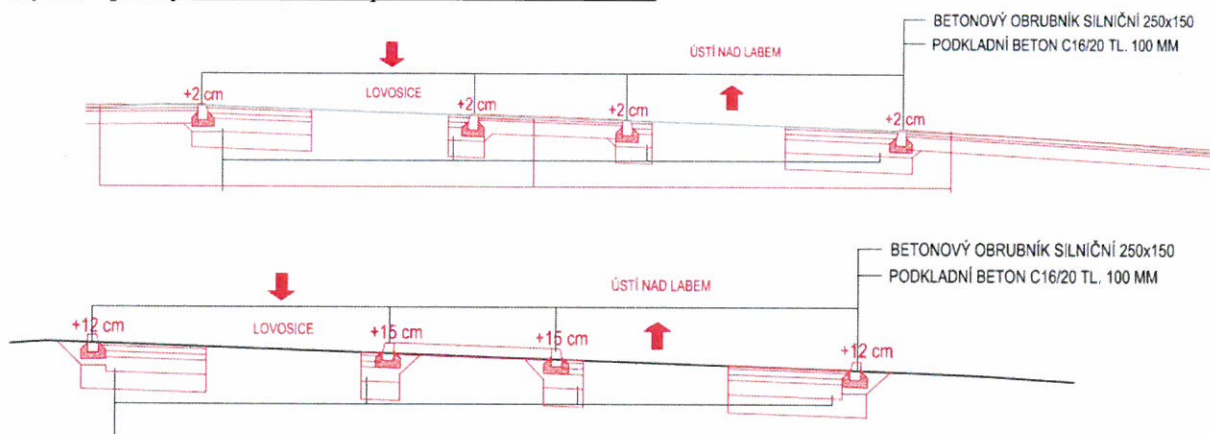 BETONOVÝ OBRUBNÍK SILNIČNÍ 250x150
PODKLADNÍ BETON C16/20 TL. 100 MM
ÚSTÍ NAD LABEM
LOVOSICE
+2 cm
+2 cm
+2 cm
+2 cm
BETONOVÝ OBRUBNÍK SILNIČNÍ 250x150
PODKLADNÍ BETON C16/20 TL. 100 MM
ÚSTÍ NAD LABEM
LOVOSICE
+12 cm
+15 cm
+15 cm
+12 cm